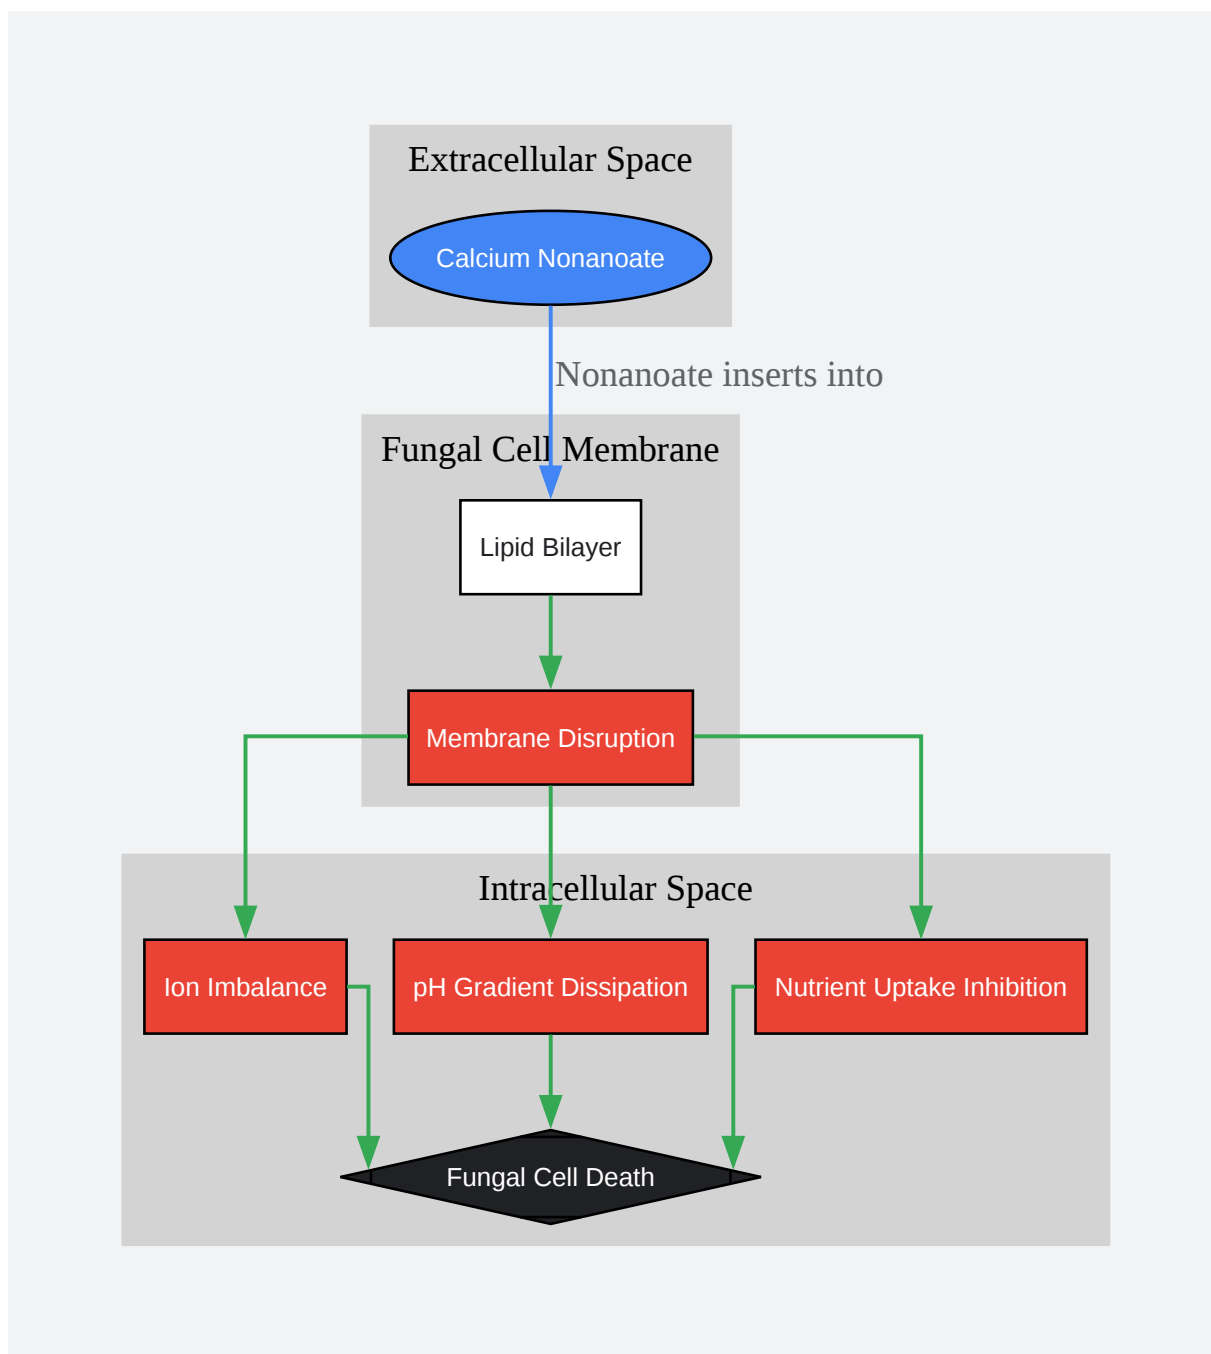 Extracellular Space
Calcium Nonanoate
Nonanoate inserts into
Fungal Cell Membrane
Lipid Bilayer
Membrane Disruption
Intracellular Space
Ion Imbalance
pH Gradient Dissipation
Nutrient Uptake Inhibition
Fungal Cell Death